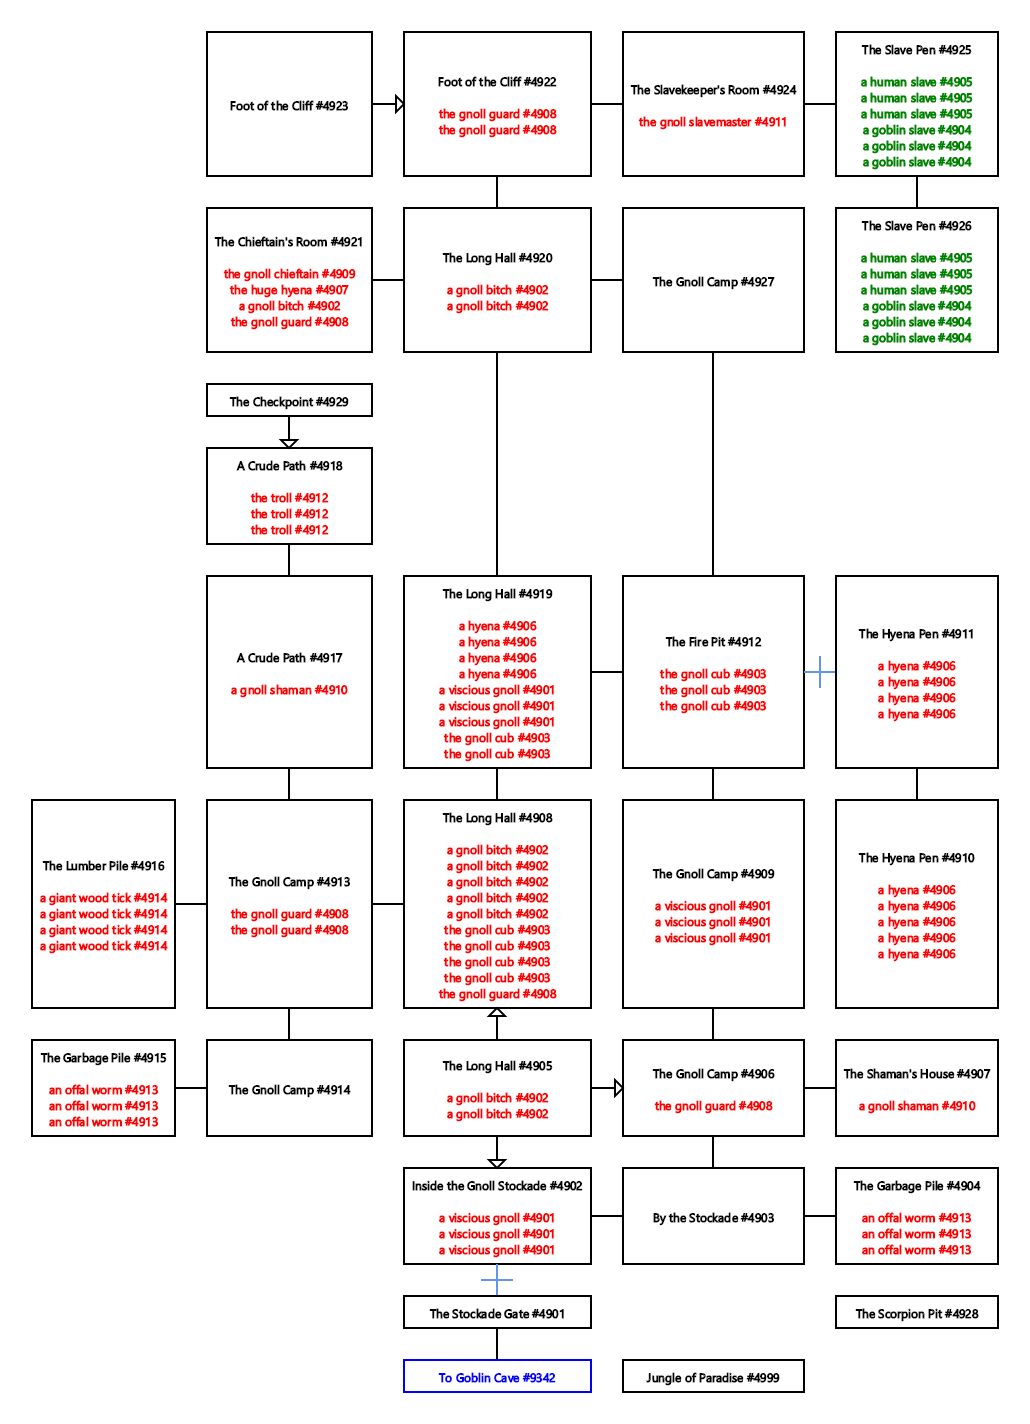 Foot of the Cliff #4923
Foot of the Cliff #4922
the gnoll guard #4908
the gnoll guard #4908
The Slavekeeper's Room #4924
the gnoll slavemaster #4911
The Slave Pen #4925
a human slave #4905
a human slave #4905
a human slave #4905
a goblin slave #4904
a goblin slave #4904
a goblin slave #4904
The Chieftain's Room #4921
the gnoll chieftain #4909
the huge hyena #4907
a gnoll bitch #4902
the gnoll guard #4908
The Long Hall #4920
a gnoll bitch #4902
a gnoll bitch #4902
The Gnoll Camp #4927
The Slave Pen #4926
a human slave #4905
a human slave #4905
a human slave #4905
a goblin slave #4904
a goblin slave #4904
a goblin slave #4904
The Checkpoint #4929
A Crude Path #4918
the troll #4912
the troll #4912
the troll #4912
A Crude Path #4917
a gnoll shaman #4910
The Long Hall #4919
a hyena #4906
a hyena #4906
a hyena #4906
a hyena #4906
a viscious gnoll #4901
a viscious gnoll #4901
a viscious gnoll #4901
the gnoll cub #4903
the gnoll cub #4903
The Fire Pit #4912
the gnoll cub #4903
the gnoll cub #4903
the gnoll cub #4903
The Hyena Pen #4911
a hyena #4906
a hyena #4906
a hyena #4906
a hyena #4906
The Lumber Pile #4916
a giant wood tick #4914
a giant wood tick #4914
a giant wood tick #4914
a giant wood tick #4914
The Gnoll Camp #4913
the gnoll guard #4908
the gnoll guard #4908
The Long Hall #4908
a gnoll bitch #4902
a gnoll bitch #4902
a gnoll bitch #4902
a gnoll bitch #4902
a gnoll bitch #4902
the gnoll cub #4903
the gnoll cub #4903
the gnoll cub #4903
the gnoll cub #4903
the gnoll guard #4908
The Gnoll Camp #4909
a viscious gnoll #4901
a viscious gnoll #4901
a viscious gnoll #4901
The Hyena Pen #4910
a hyena #4906
a hyena #4906
a hyena #4906
a hyena #4906
a hyena #4906
The Garbage Pile #4915
an offal worm #4913
an offal worm #4913
an offal worm #4913
The Gnoll Camp #4914
The Long Hall #4905
a gnoll bitch #4902
a gnoll bitch #4902
The Gnoll Camp #4906
the gnoll guard #4908
The Shaman's House #4907
a gnoll shaman #4910
Inside the Gnoll Stockade #4902
a viscious gnoll #4901
a viscious gnoll #4901
a viscious gnoll #4901
By the Stockade #4903
The Garbage Pile #4904
an offal worm #4913
an offal worm #4913
an offal worm #4913
The Stockade Gate #4901
The Scorpion Pit #4928
To Goblin Cave #9342
Jungle of Paradise #4999